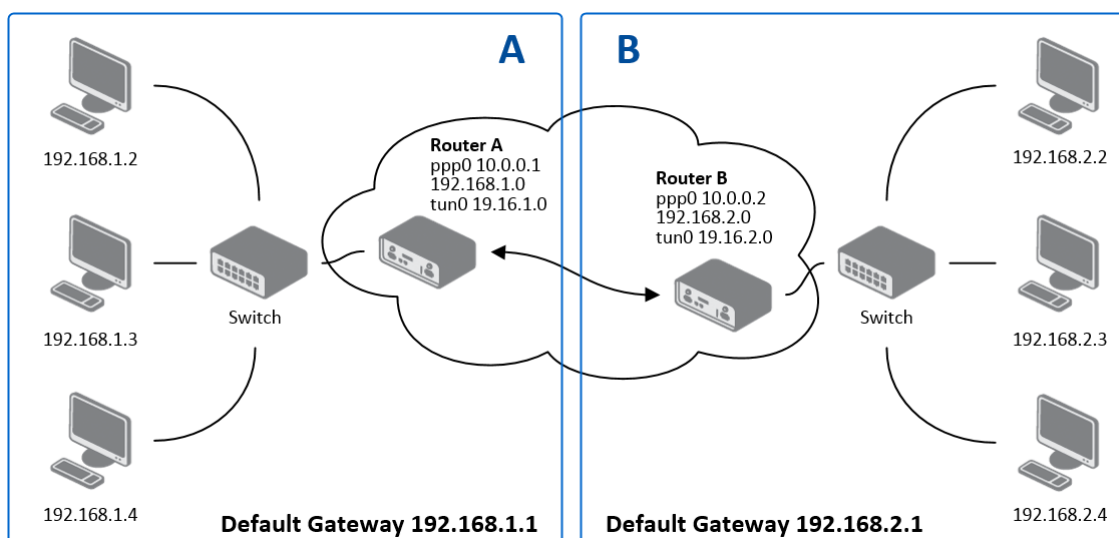 A
B
192.168.1.2
192.168.1.3
192.168.1.4
Switch
Router A
ppp0 10.0.0.1
192.168.1.0
tun0 19.16.1.0
Default Gateway 192.168.1.1
Router B
ppp0 10.0.0.2
192.168.2.0
tun0 19.16.2.0
Switch
192.168.2.2
192.168.2.3
192.168.2.4
Default Gateway 192.168.2.1